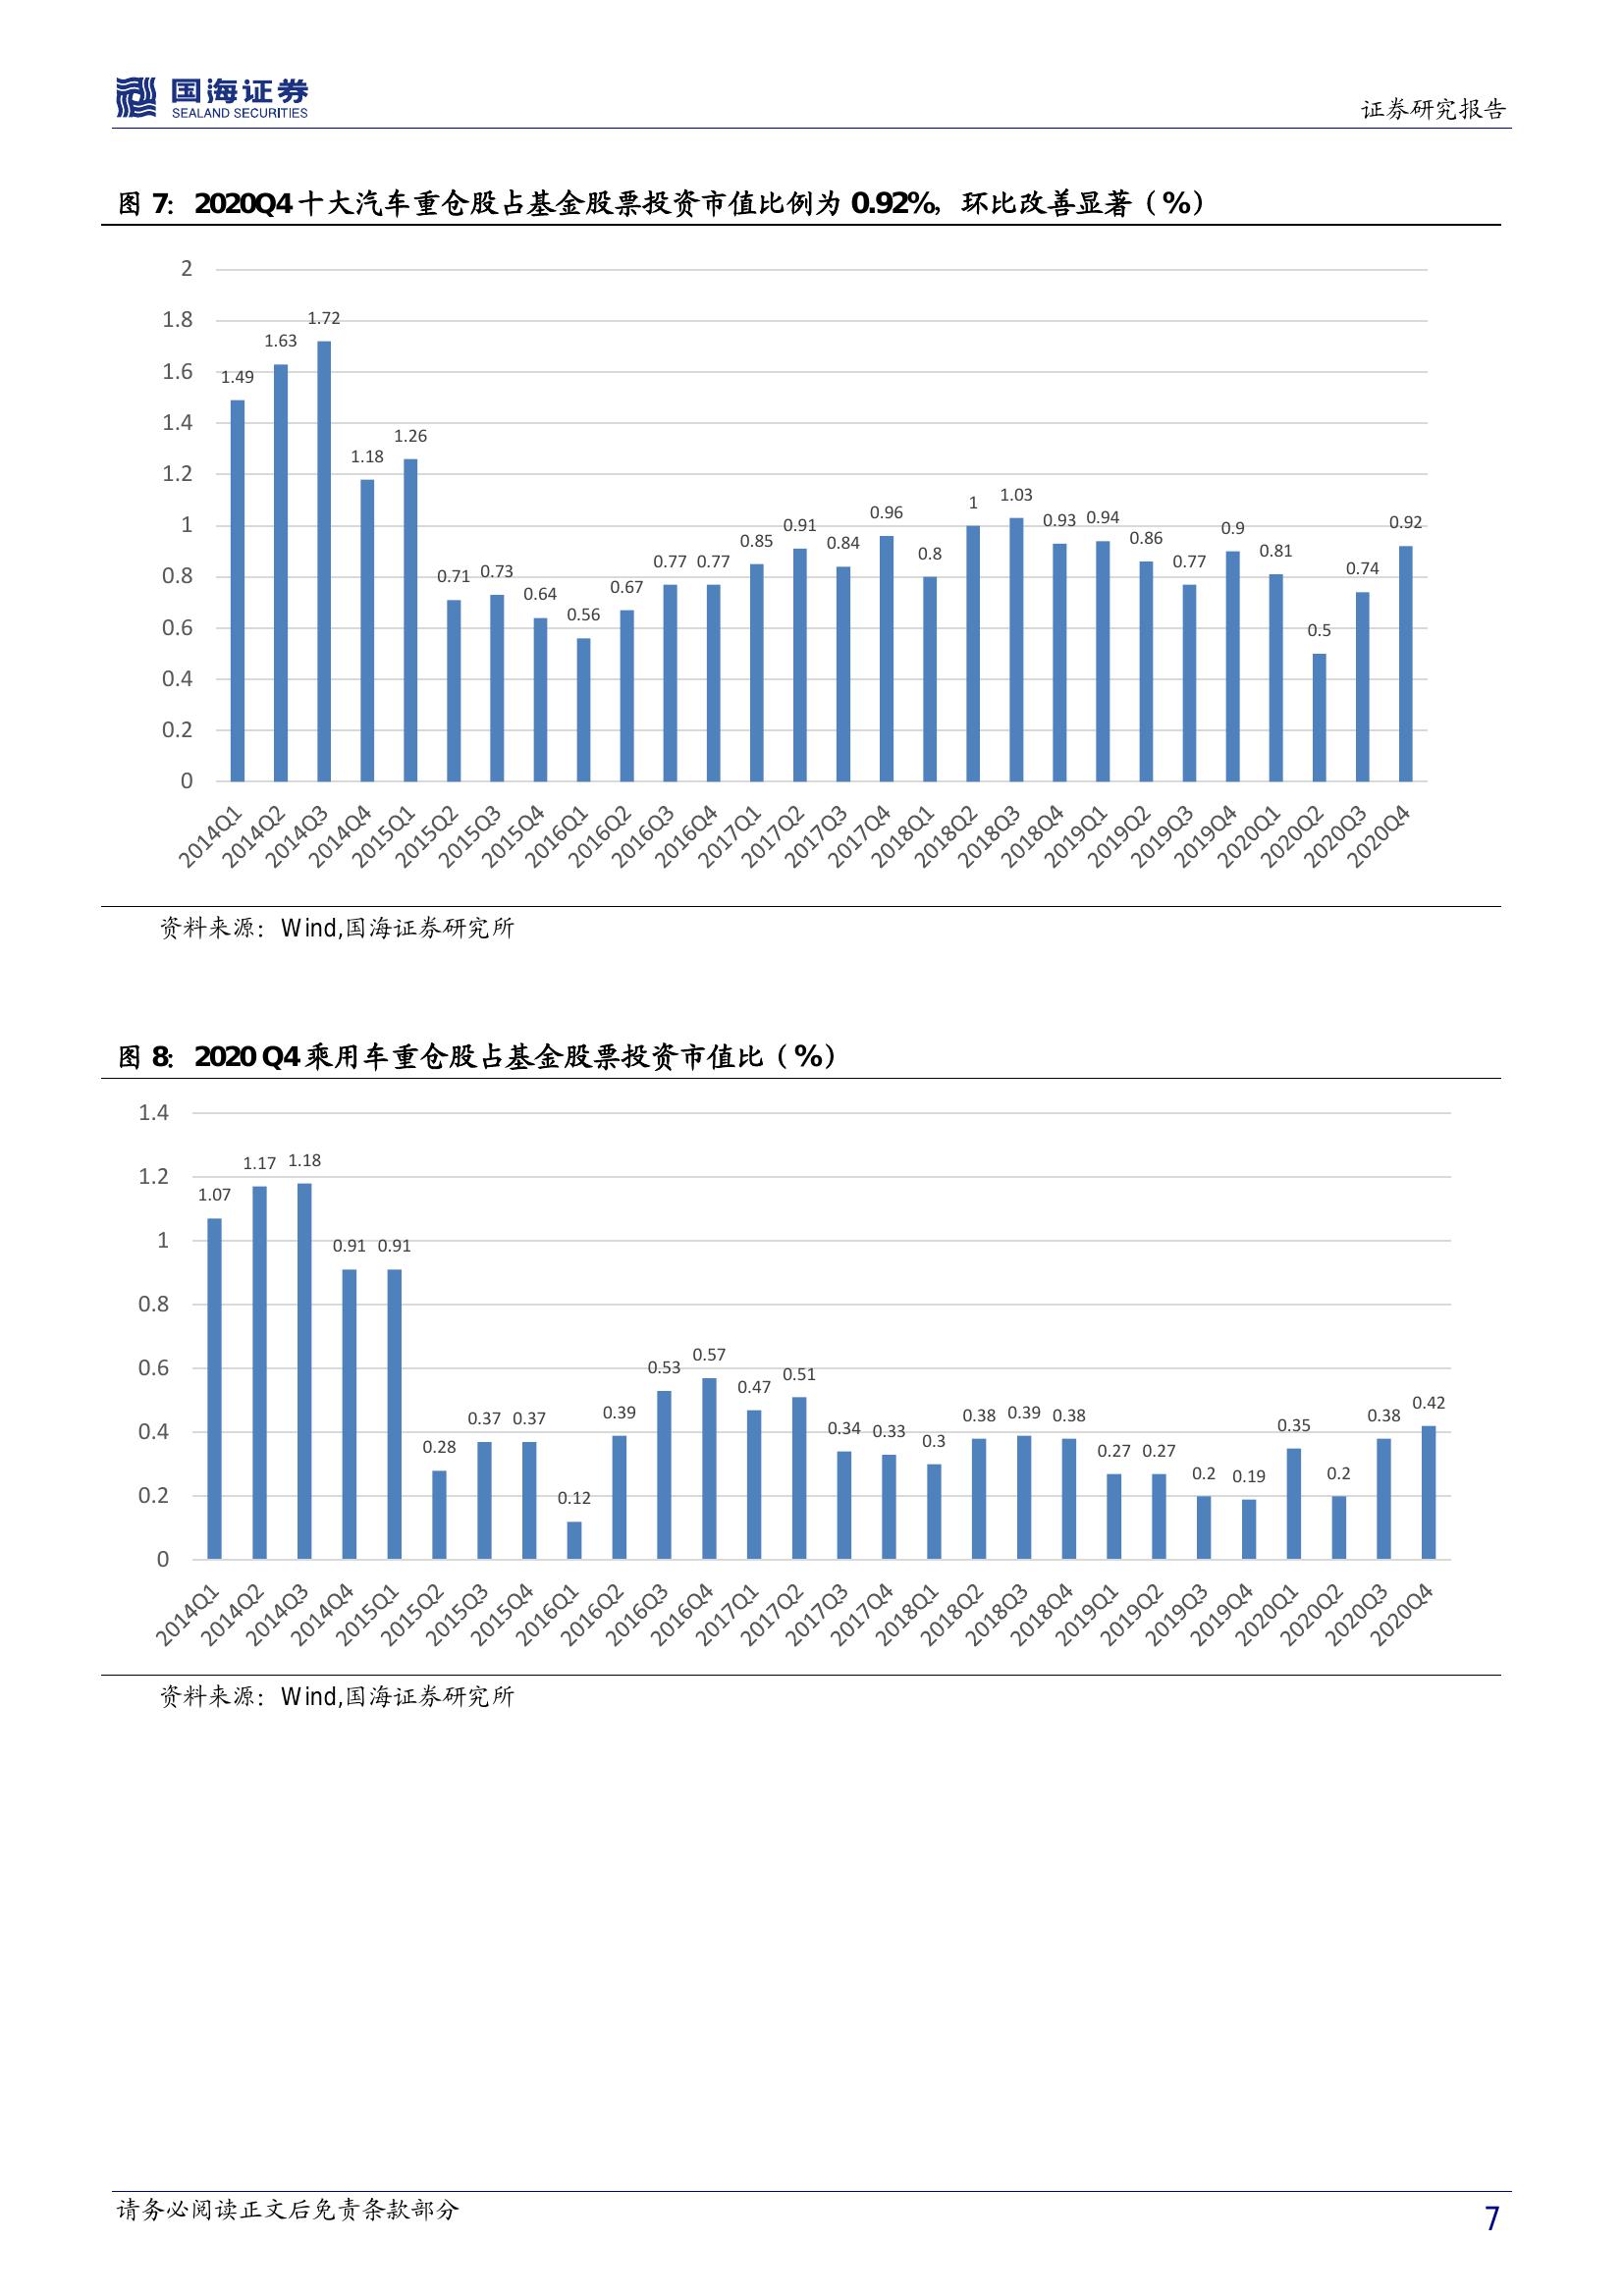 国海证券
SEALAND SECURITIES
证券研究报告
图 7：2020Q4 十大汽车重仓股占基金股票投资市值比例为 0.92%，环比改善显著（%）
2
1.8
1.6
1.4
1.2
1
0.8
0.6
0.4
0.2
0
1.49
1.63
1.72
1.18
1.26
0.71
0.73
0.64
0.56
0.67
0.77
0.77
0.85
0.91
0.84
0.96
0.8
1
1.03
0.93
0.94
0.86
0.77
0.9
0.81
0.5
0.74
0.92
2014Q1
2014Q2
2014Q3
2014Q4
2015Q1
2015Q2
2015Q3
2015Q4
2016Q1
2016Q2
2016Q3
2016Q4
2017Q1
2017Q2
2017Q3
2017Q4
2018Q1
2018Q2
2018Q3
2018Q4
2019Q1
2019Q2
2019Q3
2019Q4
2020Q1
2020Q2
2020Q3
2020Q4
资料来源：Wind,国海证券研究所
图 8：2020 Q4 乘用车重仓股占基金股票投资市值比（%）
1.4
1.2
1
0.8
0.6
0.4
0.2
0
1.07
1.17
1.18
0.91
0.91
0.28
0.37
0.37
0.12
0.39
0.53
0.57
0.47
0.51
0.34
0.33
0.3
0.38
0.39
0.38
0.27
0.27
0.2
0.19
0.35
0.2
0.38
0.42
2014Q1
2014Q2
2014Q3
2014Q4
2015Q1
2015Q2
2015Q3
2015Q4
2016Q1
2016Q2
2016Q3
2016Q4
2017Q1
2017Q2
2017Q3
2017Q4
2018Q1
2018Q2
2018Q3
2018Q4
2019Q1
2019Q2
2019Q3
2019Q4
2020Q1
2020Q2
2020Q3
2020Q4
资料来源：Wind,国海证券研究所
请务必阅读正文后免责条款部分
7